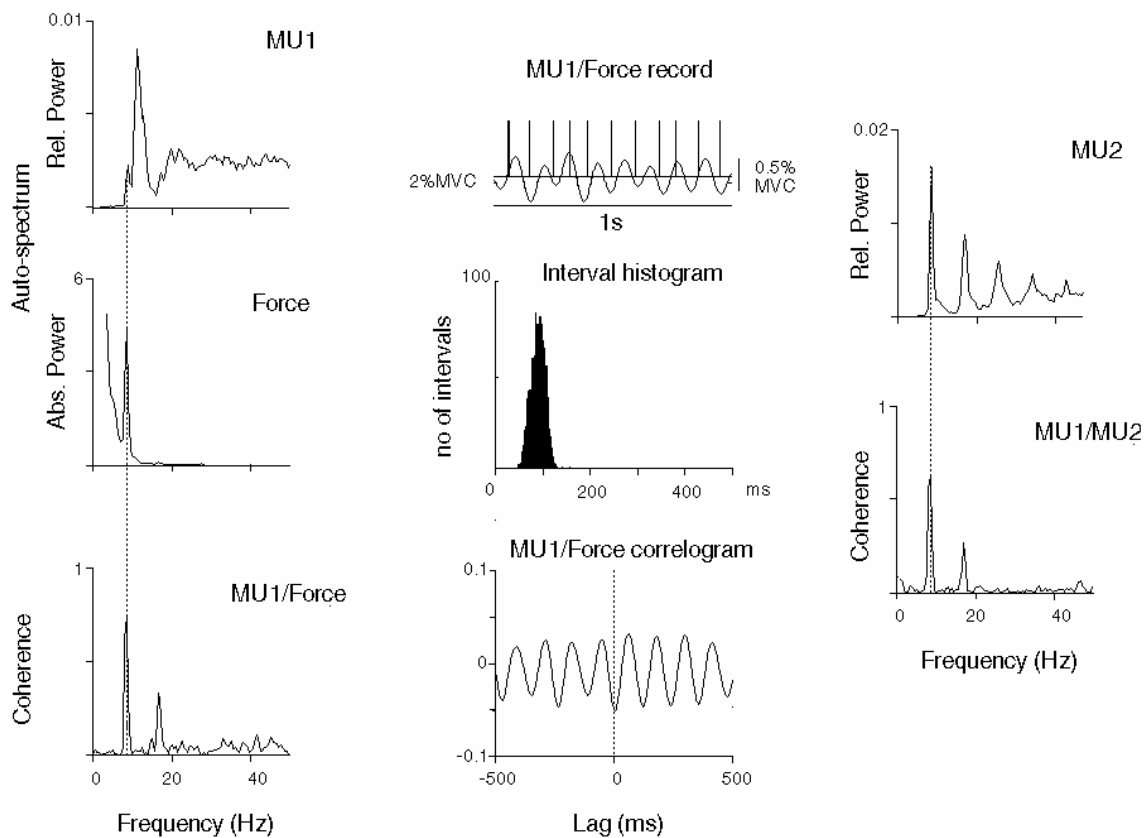 Auto-spectrum
0.01
MU1
Rel. Power
6
Force
Abs. Power
1
MU1/Force
Coherence
0
20
40
Frequency (Hz)
MU1/Force record
2%MVC
0.5%
MVC
1s
Interval histogram
100
no of intervals
0
200
400
ms
MU1/Force correlogram
0.1
0
-0.1
-500
0
500
Lag (ms)
0.02
MU2
Rel. Power
1
MU1/MU2
Coherence
0
20
40
Frequency (Hz)